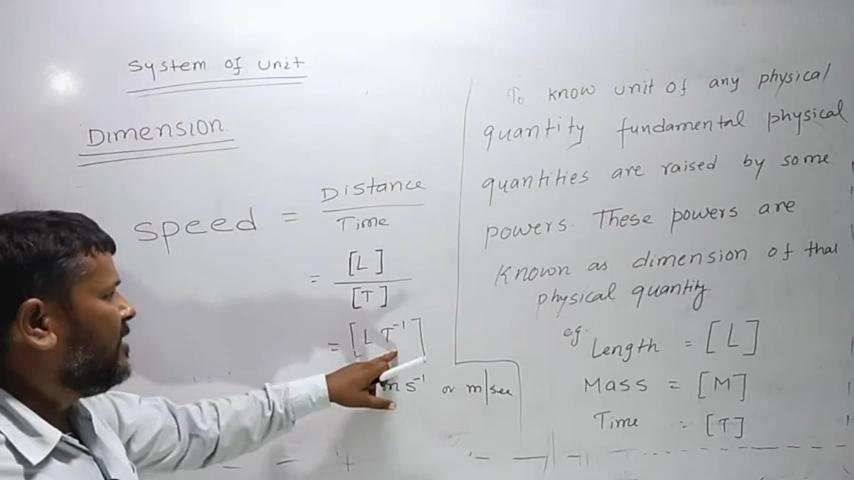 System of unit
Dimension
Speed = Distance / Time
= [L] / [T]
= [L T⁻¹]
m s⁻¹ or m/sec
To know unit of any physical
quantity fundamental physical
quantities are raised by some
powers. These powers are
Known as dimension of that
physical quantity.
eg.
Length = [L]
Mass = [M]
Time = [T]